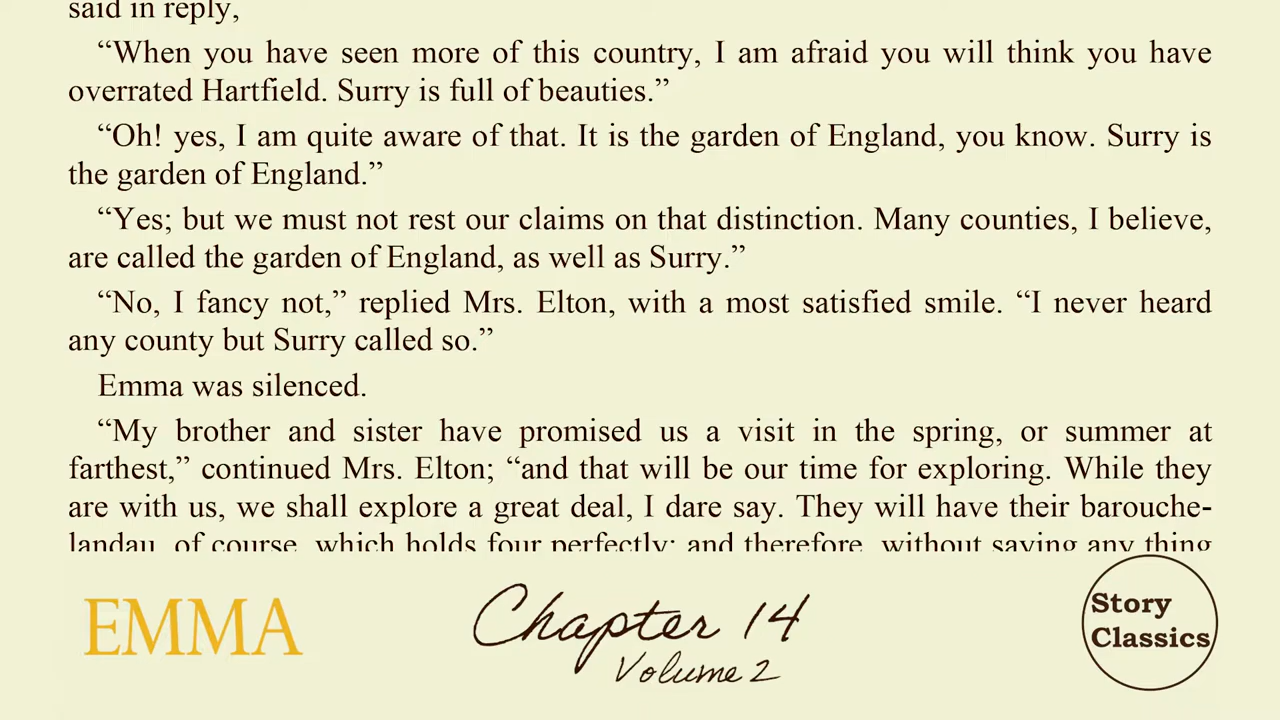 said in reply,
“When you have seen more of this country, I am afraid you will think you have
overrated Hartfield. Surry is full of beauties.”
“Oh! yes, I am quite aware of that. It is the garden of England, you know. Surry is
the garden of England.”
“Yes; but we must not rest our claims on that distinction. Many counties, I believe,
are called the garden of England, as well as Surry.”
“No, I fancy not,” replied Mrs. Elton, with a most satisfied smile. “I never heard
any county but Surry called so.”
Emma was silenced.
“My brother and sister have promised us a visit in the spring, or summer at
farthest,” continued Mrs. Elton; “and that will be our time for exploring. While they
are with us, we shall explore a great deal, I dare say. They will have their barouche-
landau, of course, which holds four perfectly; and therefore, without saying any thing
EMMA
Chapter 14
Volume 2
Story
Classics